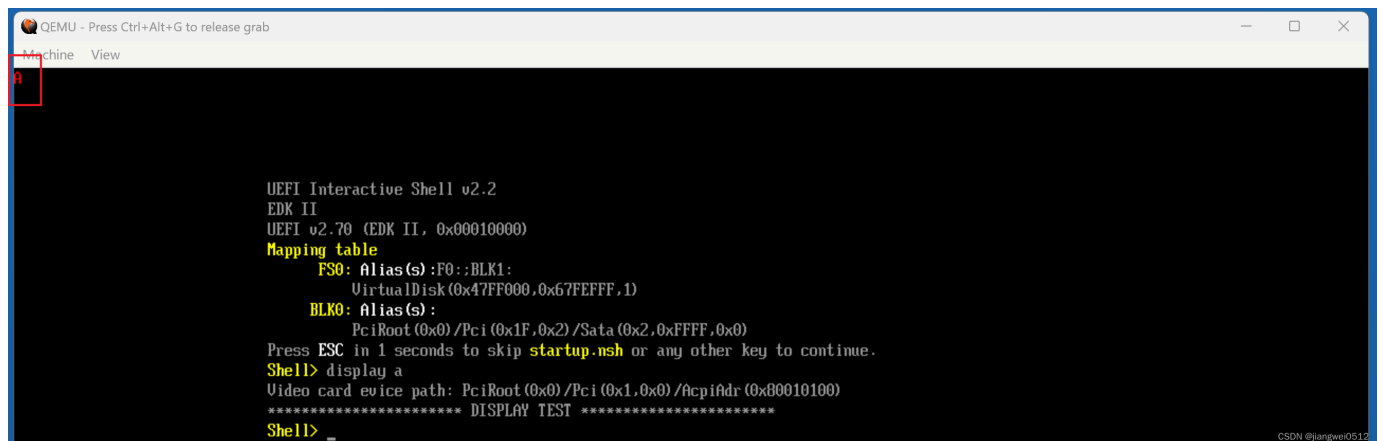 QEMU - Press Ctrl+Alt+G to release grab
Machine View
A
UEFI Interactive Shell v2.2
EDK II
UEFI v2.70 (EDK II, 0x00010000)
Mapping table
FS0: Alias(s):F0:;BLK1:
VirtualDisk(0x47FF000,0x67FEFFF,1)
BLK0: Alias(s):
PciRoot(0x0)/Pci(0x1F,0x2)/Sata(0x2,0xFFFF,0x0)
Press ESC in 1 seconds to skip startup.nsh or any other key to continue.
Shell> display a
Video card evice path: PciRoot(0x0)/Pci(0x1,0x0)/AcpiAdr(0x80010100)
*********************** DISPLAY TEST ***********************
Shell> _
CSDN @jiangwei0512